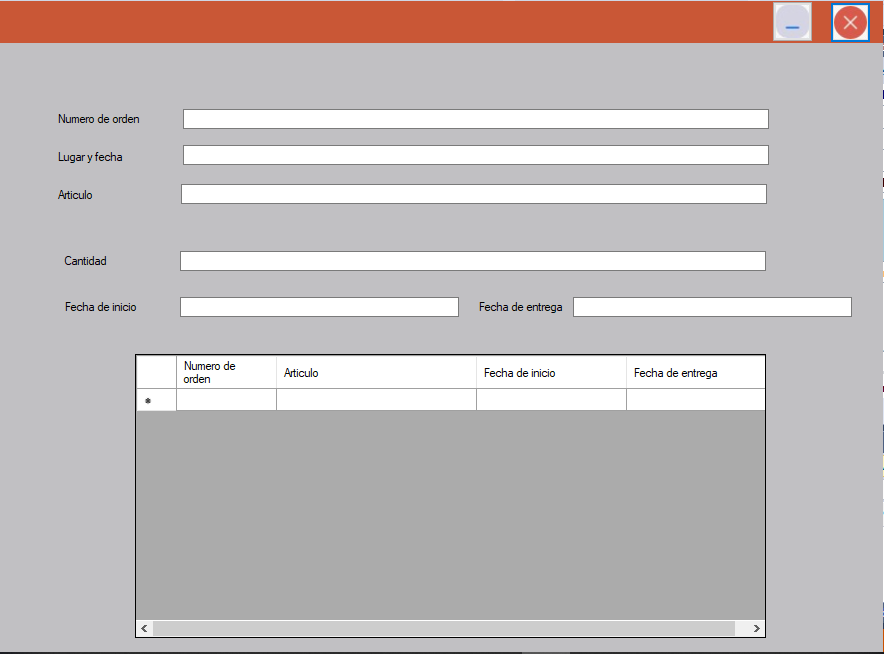 Numero de orden
Lugar y fecha
Articulo
Cantidad
Fecha de inicio Fecha de entrega
Numero de
orden
Articulo
Fecha de inicio
Fecha de entrega